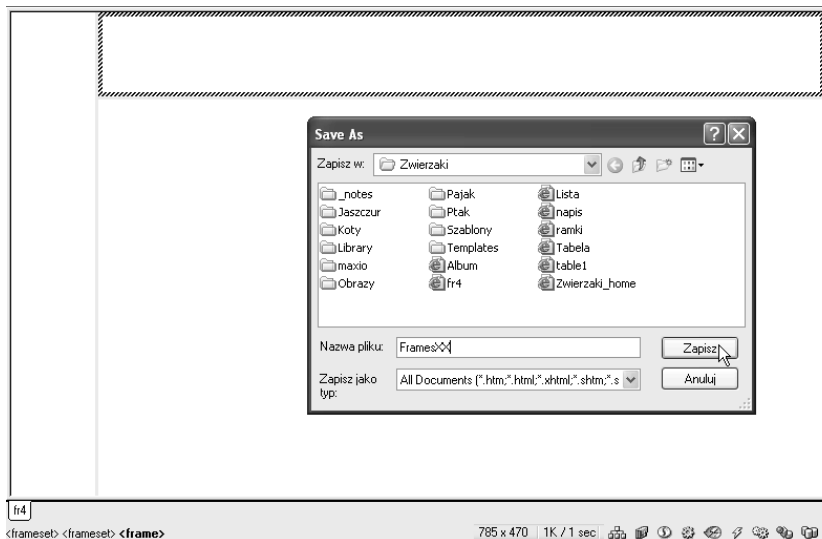 Save As
Zapisz w: Zwierzaki
_notes Pajak Lista
Jaszczur Ptak napis
Koty Szablony ramki
Library Templates Tabela
maxio Album table1
Obrazy fr4 Zwierzaki_home
Nazwa pliku: FramesXX Zapisz
Zapisz jako typ: All Documents (*.htm;*.html;*.xhtml;*.shtm;*.s Anuluj
fr4
<frameset> <frameset> <frame> 785 x 470 1K / 1 sec